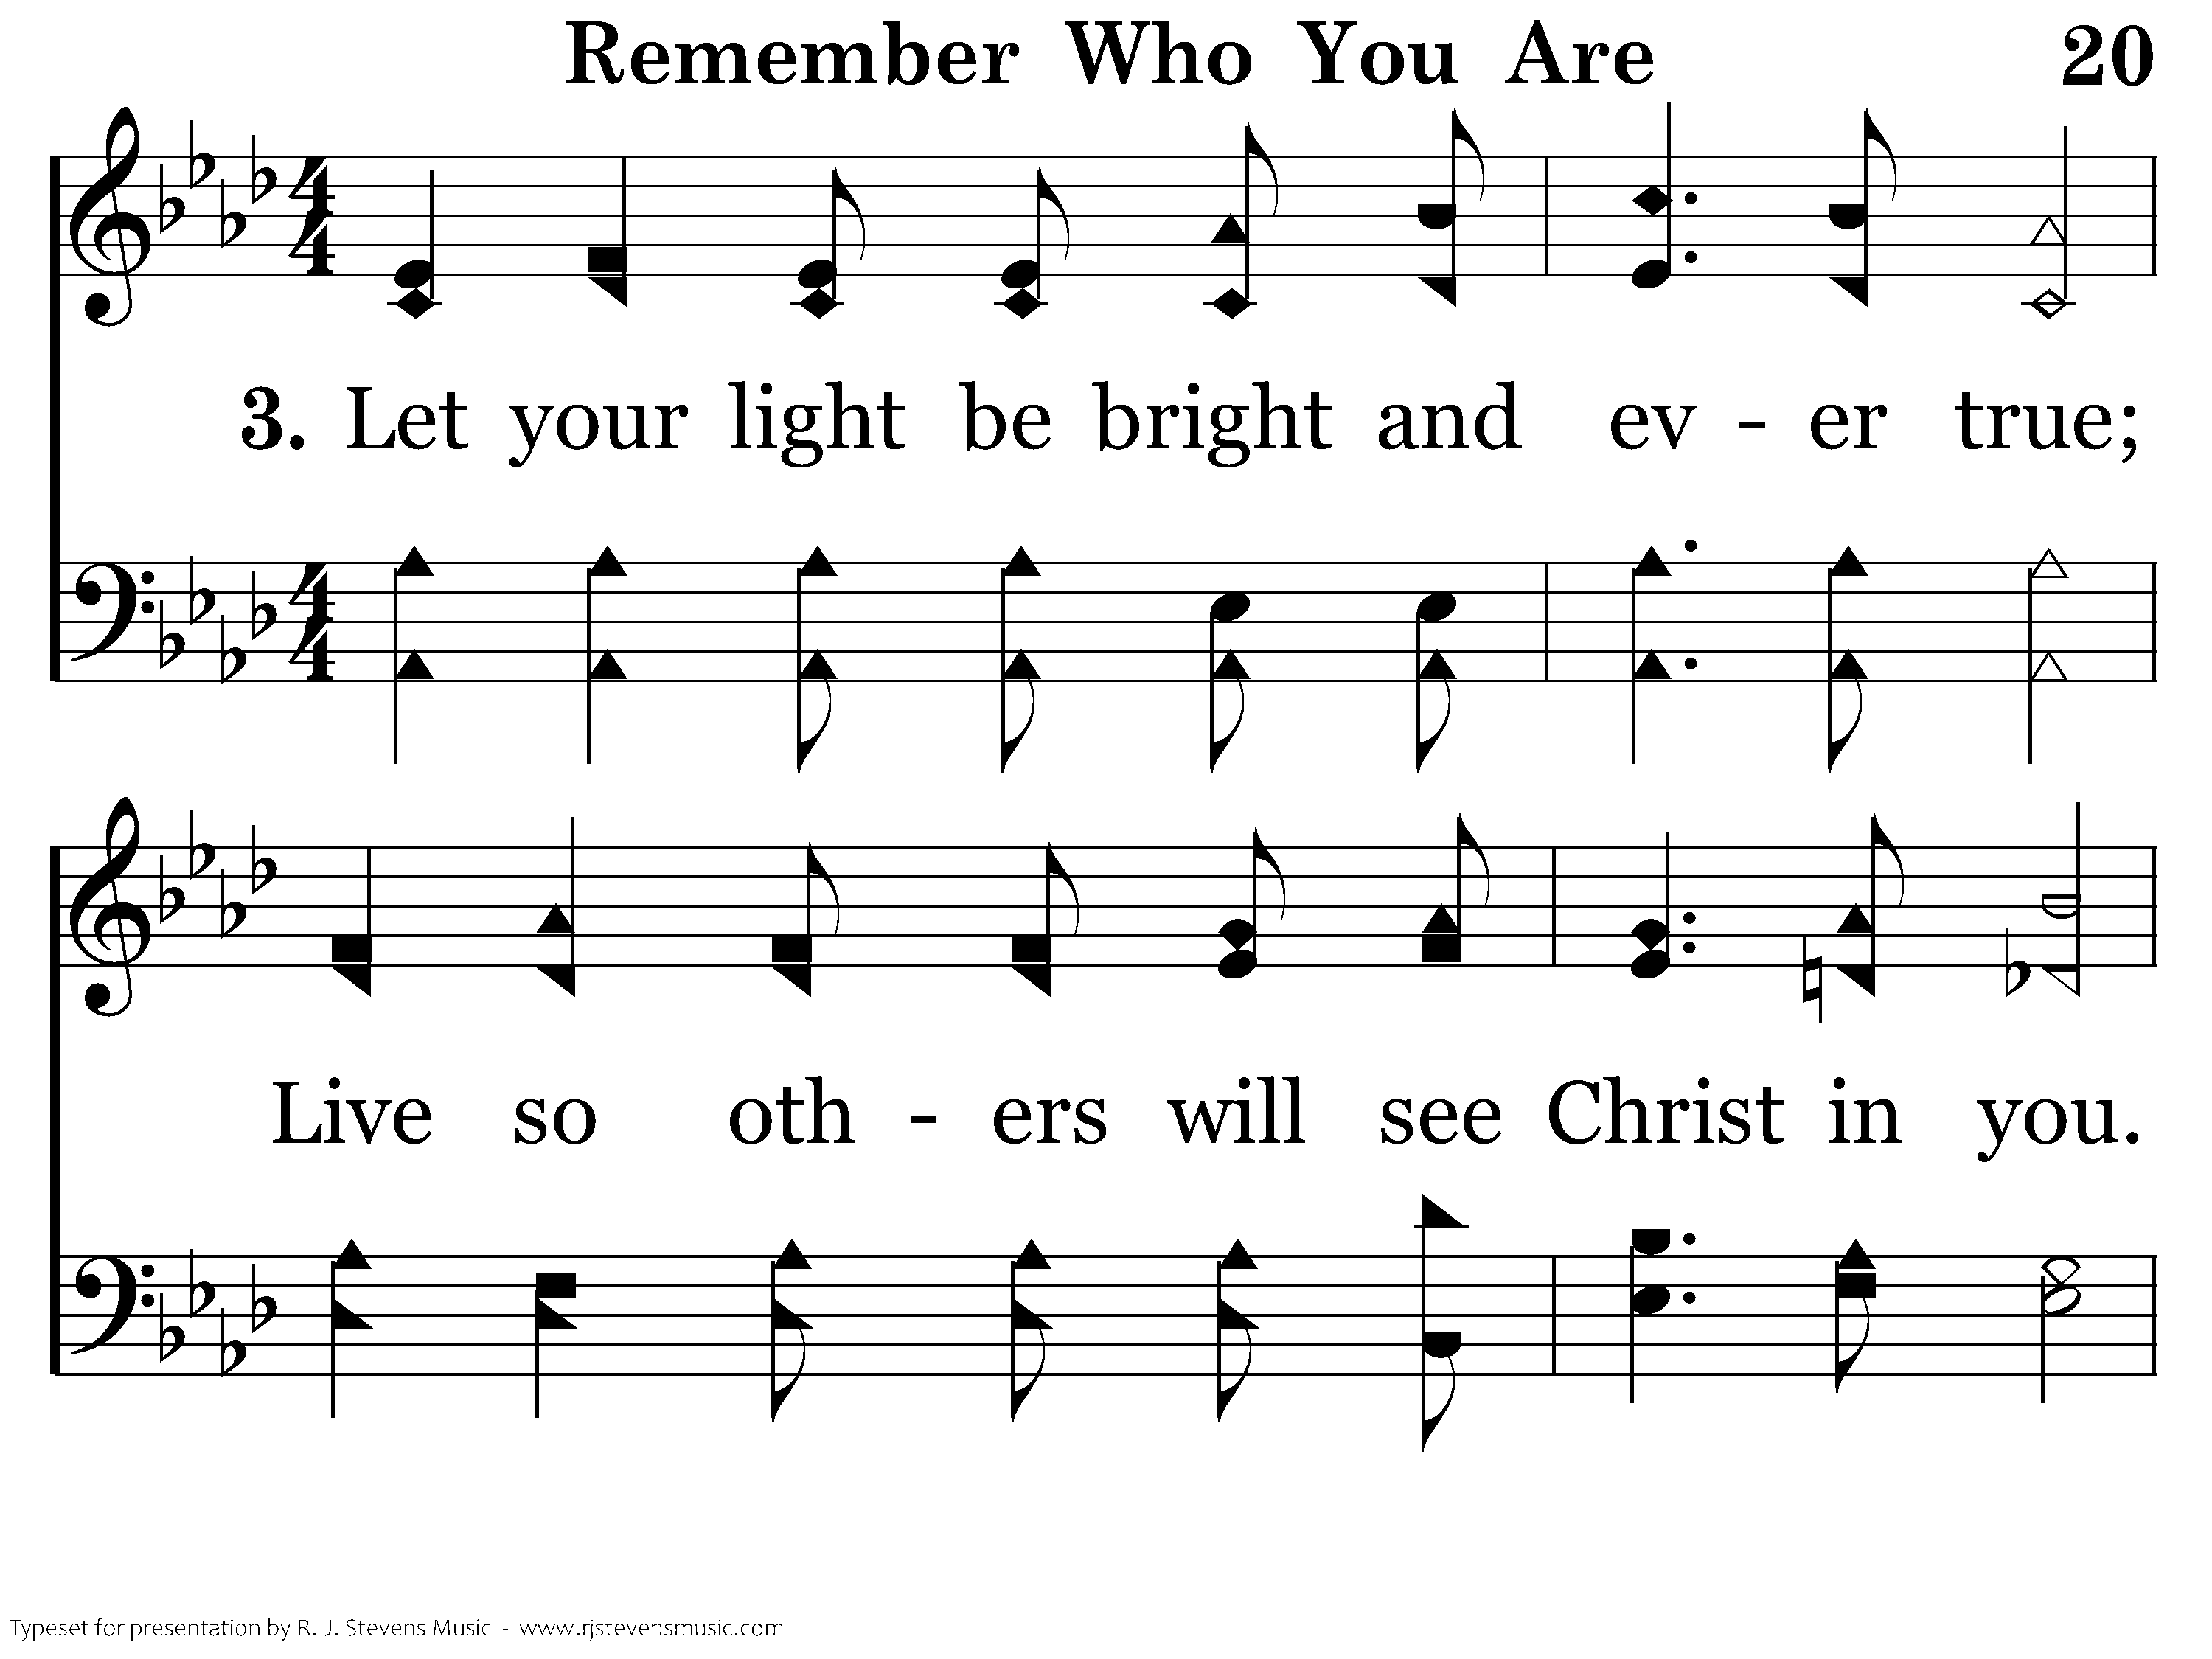 Remember Who You Are 20
3. Let your light be bright and ev - er true;
Live so oth - ers will see Christ in you.
Typeset for presentation by R. J. Stevens Music - www.rjstevensmusic.com